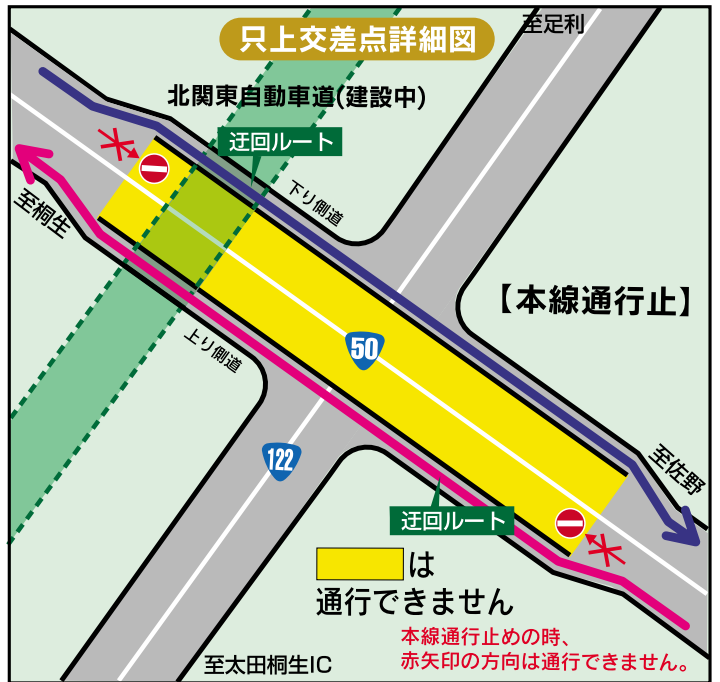 只上交差点詳細図
至足利
北関東自動車道(建設中)
迂回ルート
下り側道
至桐生
【本線通行止】
50
上り側道
122
至佐野
迂回ルート
は
通行できません
本線通行止めの時、
赤矢印の方向は通行できません。
至太田桐生IC